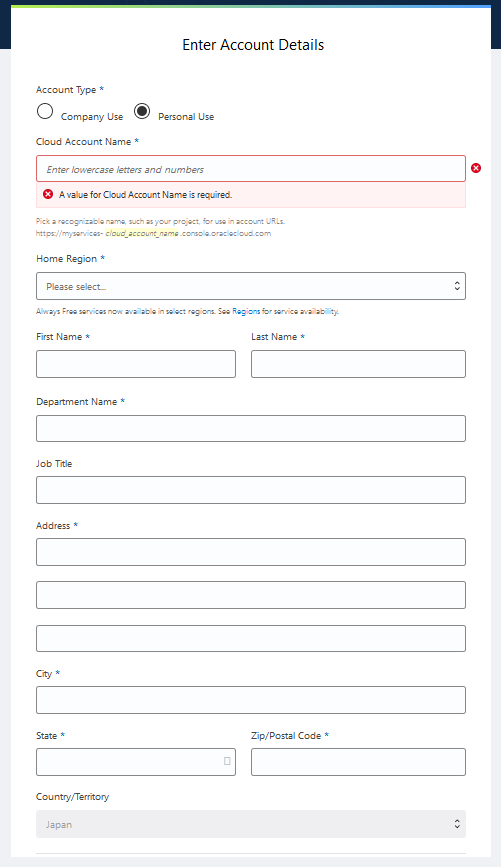 Enter Account Details
Account Type *
Company Use Personal Use
Cloud Account Name *
Enter lowercase letters and numbers
A value for Cloud Account Name is required.
Pick a recognizable name, such as your project, for use in account URLs.
https://myservices- cloud_account_name .console.oraclecloud.com
Home Region *
Please select...
Always Free services now available in select regions. See Regions for service availability.
First Name * Last Name *
Department Name *
Job Title
Address *
City *
State * Zip/Postal Code *
Country/Territory
Japan